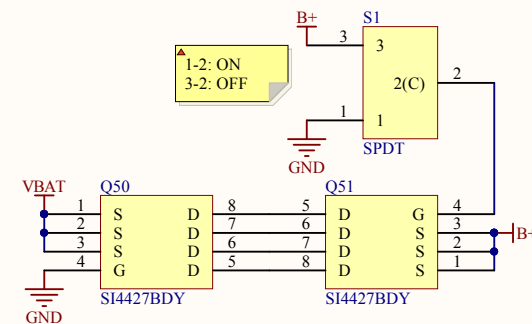 B+
S1
3
3
1-2: ON
3-2: OFF
2(C)
2
1
1
GND
SPDT
VBAT
Q50
Q51
1
S
D
8
5
D
G
4
2
S
D
7
6
D
S
3
B+
3
S
D
6
7
D
S
2
4
G
D
5
8
D
S
1
SI4427BDY
SI4427BDY
GND